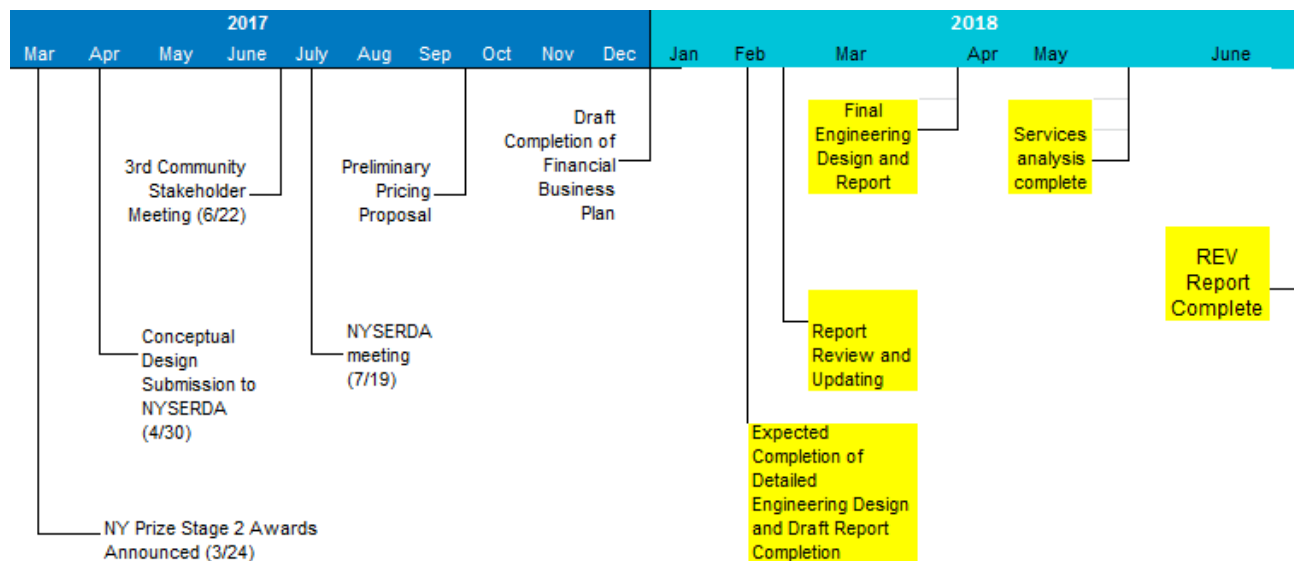 2017
2018
Mar Apr May June July Aug Sep Oct Nov Dec Jan Feb Mar Apr May June
3rd Community
Stakeholder
Meeting (6/22)
Preliminary
Pricing
Proposal
Draft
Completion of
Financial
Business
Plan
Final
Engineering
Design and
Report
Services
analysis
complete
REV
Report
Complete
Conceptual
Design
Submission to
NYSERDA
(4/30)
NYSERDA
meeting
(7/19)
Report
Review and
Updating
Expected
Completion of
Detailed
Engineering Design
and Draft Report
Completion
NY Prize Stage 2 Awards
Announced (3/24)